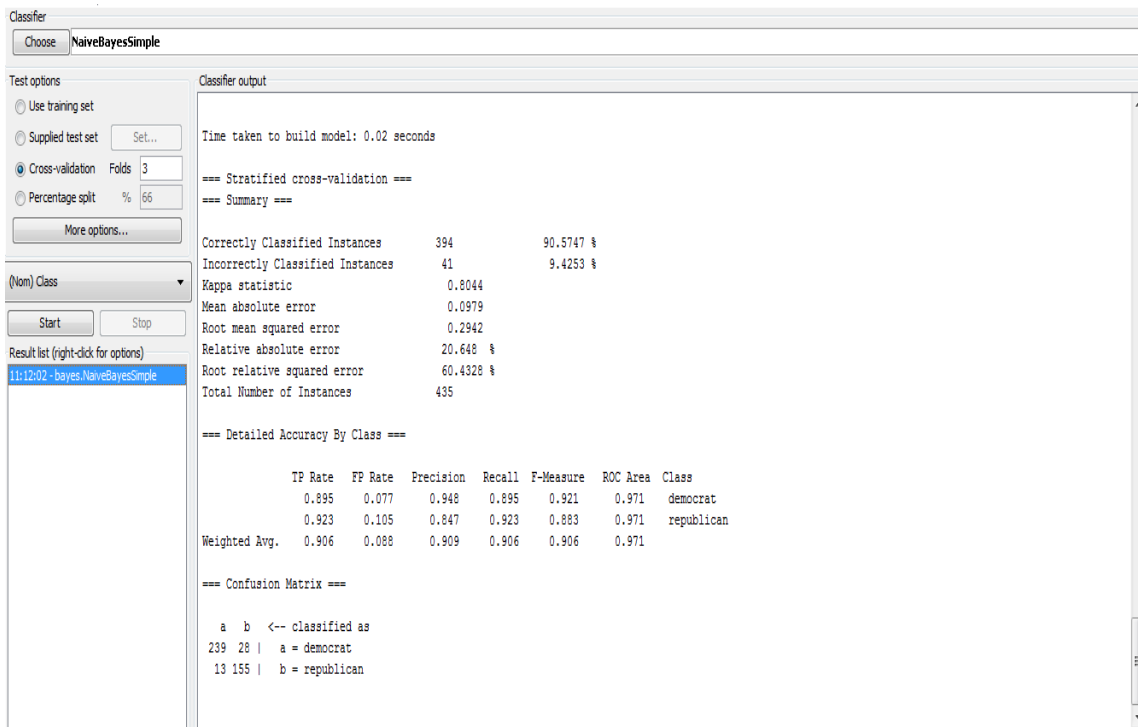 Classifier
Choose NaiveBayesSimple
Test options
Use training set
Supplied test set Set...
Cross-validation Folds 3
Percentage split % 66
More options...
(Nom) Class
Start Stop
Result list (right-click for options)
11:12:02 - bayes.NaiveBayesSimple
Classifier output
Time taken to build model: 0.02 seconds
=== Stratified cross-validation ===
=== Summary ===
Correctly Classified Instances 394 90.5747 %
Incorrectly Classified Instances 41 9.4253 %
Kappa statistic 0.8044
Mean absolute error 0.0979
Root mean squared error 0.2942
Relative absolute error 20.648 %
Root relative squared error 60.4328 %
Total Number of Instances 435
=== Detailed Accuracy By Class ===
TP Rate FP Rate Precision Recall F-Measure ROC Area Class
0.895 0.077 0.948 0.895 0.921 0.971 democrat
0.923 0.105 0.847 0.923 0.883 0.971 republican
Weighted Avg. 0.906 0.088 0.909 0.906 0.906 0.971
=== Confusion Matrix ===
a b <-- classified as
239 28 | a = democrat
13 155 | b = republican